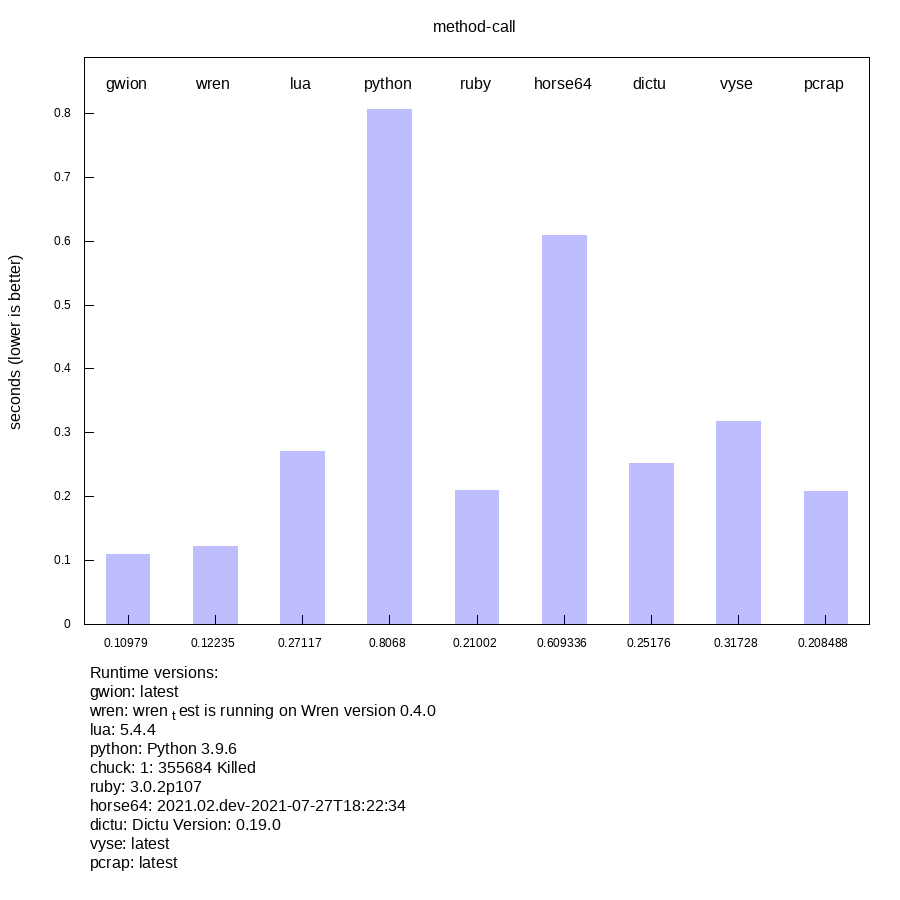 method-call
gwion wren lua python ruby horse64 dictu vyse pcrap
seconds (lower is better)
0.8
0.7
0.6
0.5
0.4
0.3
0.2
0.1
0
0.10979 0.12235 0.27117 0.8068 0.21002 0.609336 0.25176 0.31728 0.208488
Runtime versions:
gwion: latest
wren: wren t est is running on Wren version 0.4.0
lua: 5.4.4
python: Python 3.9.6
chuck: 1: 355684 Killed
ruby: 3.0.2p107
horse64: 2021.02.dev-2021-07-27T18:22:34
dictu: Dictu Version: 0.19.0
vyse: latest
pcrap: latest